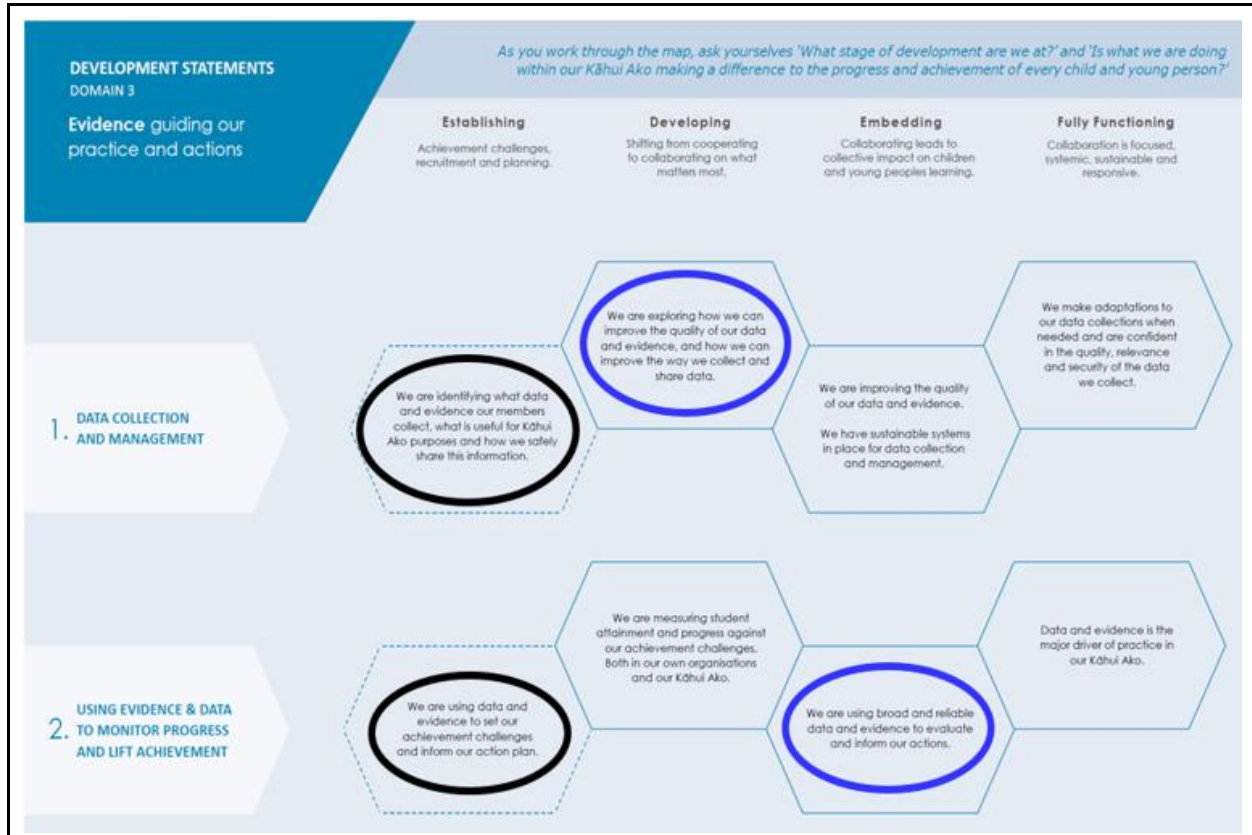 As you work through the map, ask yourselves 'What stage of development are we at?' and 'Is what we are doing
within our Kāhui Ako making a difference to the progress and achievement of every child and young person?'
DEVELOPMENT STATEMENTS
DOMAIN 3
Evidence guiding our
practice and actions
Establishing
Achievement challenges,
recruitment and planning.
Developing
Shifting from cooperating
to collaborating on what
matters most.
Embedding
Collaborating leads to
collective impact on children
and young peoples learning.
Fully Functioning
Collaboration is focused,
systemic, sustainable and
responsive.
1. DATA COLLECTION
AND MANAGEMENT
We are identifying what data
and evidence our members
collect, what is useful for Kāhui
Ako purposes and how we safely
share this information.
We are exploring how we can
improve the quality of our data
and evidence, and how we can
improve the way we collect and
share data.
We are improving the quality
of our data and evidence.
We have sustainable systems
in place for data collection
and management.
We make adaptations to
our data collections when
needed and are confident
in the quality, relevance
and security of the data
we collect.
2. USING EVIDENCE & DATA
TO MONITOR PROGRESS
AND LIFT ACHIEVEMENT
We are using data and
evidence to set our
achievement challenges
and inform our action plan.
We are measuring student
attainment and progress against
our achievement challenges.
Both in our own organisations
and our Kāhui Ako.
We are using broad and reliable
data and evidence to evaluate
and inform our actions.
Data and evidence is the
major driver of practice in
our Kāhui Ako.